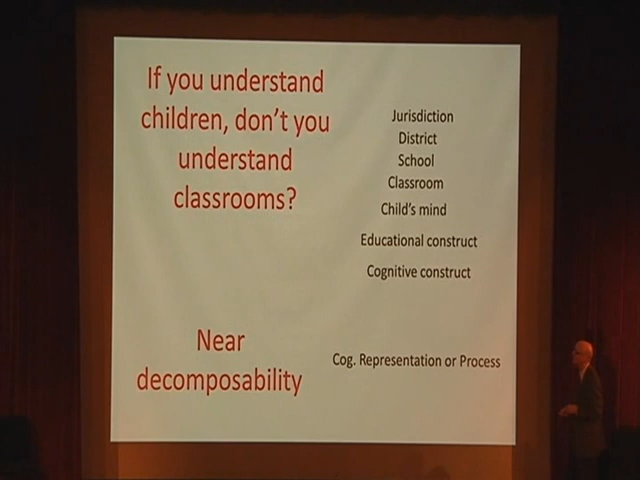 If you understand
children, don't you
understand
classrooms?
Jurisdiction
District
School
Classroom
Child's mind
Educational construct
Cognitive construct
Near
decomposability
Cog. Representation or Process